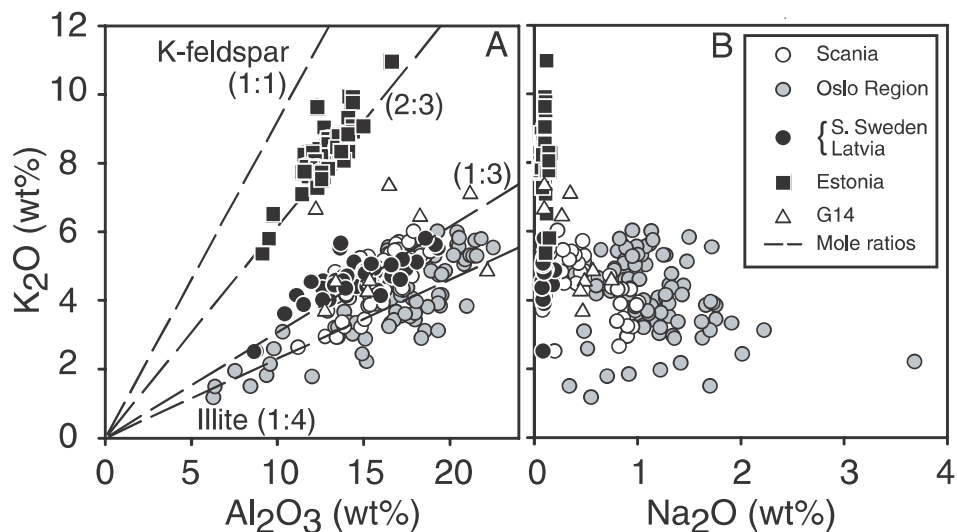 12
10
8
6
4
2
0
K₂O (wt%)
K-feldspar
(1:1)
A
(2:3)
(1:3)
Illite (1:4)
0
5
10
15
20
Al₂O₃ (wt%)
B
Scania
Oslo Region
{ S. Sweden
Latvia
Estonia
G14
Mole ratios
0
1
2
3
4
Na₂O (wt%)